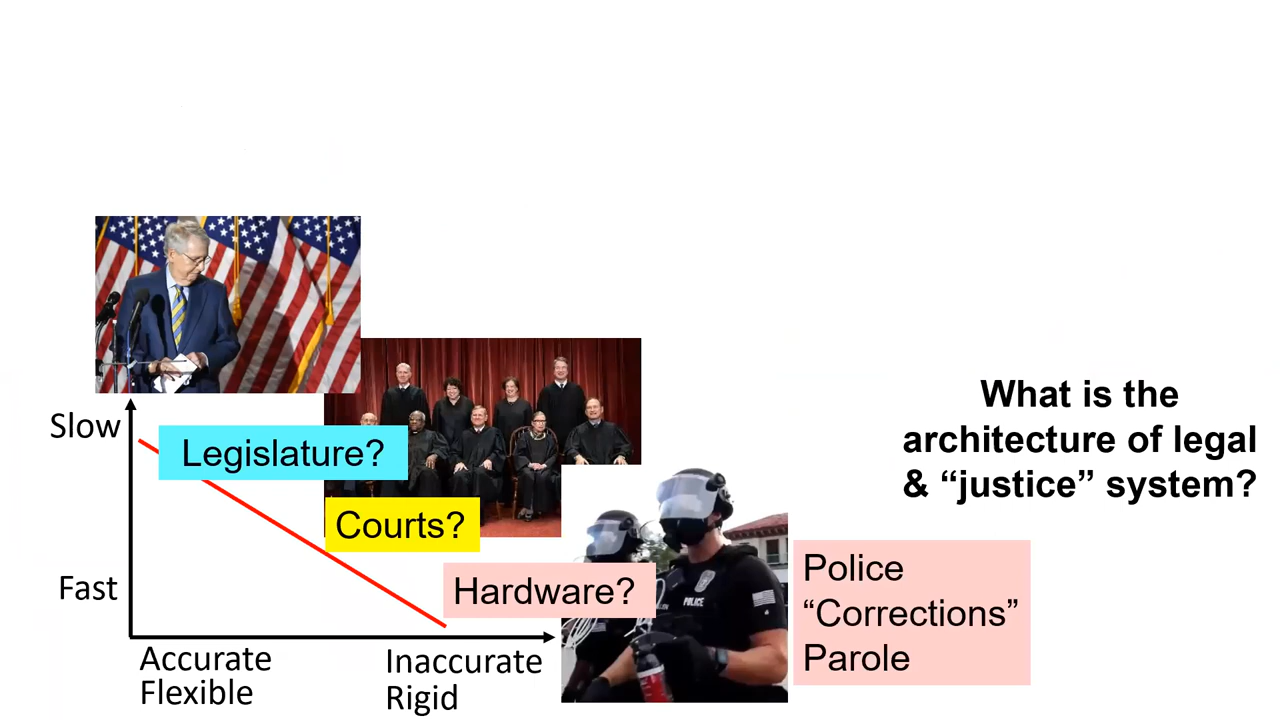 What is the
architecture of legal
& “justice” system?
Slow
Legislature?
Courts?
Fast
Hardware?
POLICE
Police
“Corrections”
Parole
Accurate
Flexible
Inaccurate
Rigid